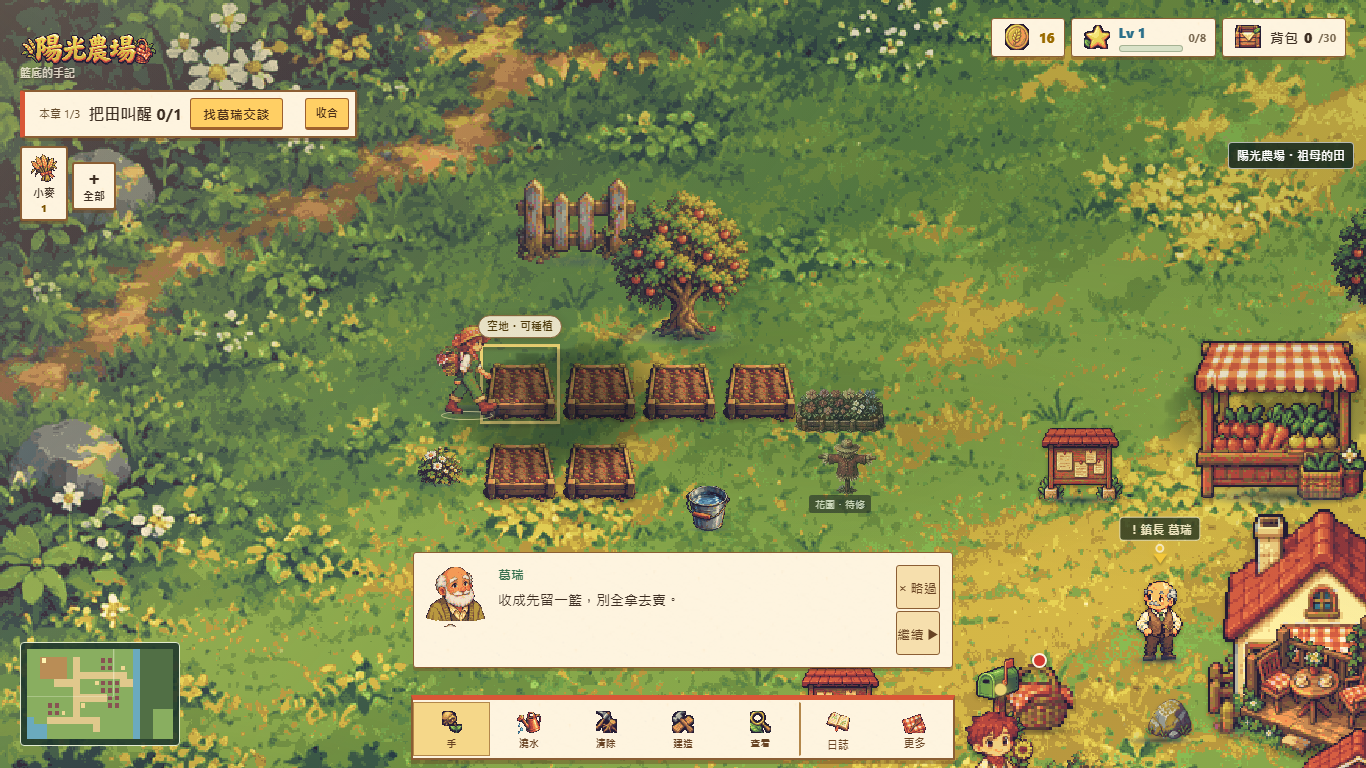 陽光農場
籃底的手記
16
Lv 1
0/8
背包 0 /30
本章 1/3 把田叫醒 0/1
找葛瑞交談
收合
小麥
1
+
全部
陽光農場・祖母的田
空地・可種植
花圃・待修
! 鎮長 葛瑞
葛瑞
收成先留一籃，別全拿去賣。
× 略過
繼續 ▶
手
澆水
清除
建造
查看
日誌
更多